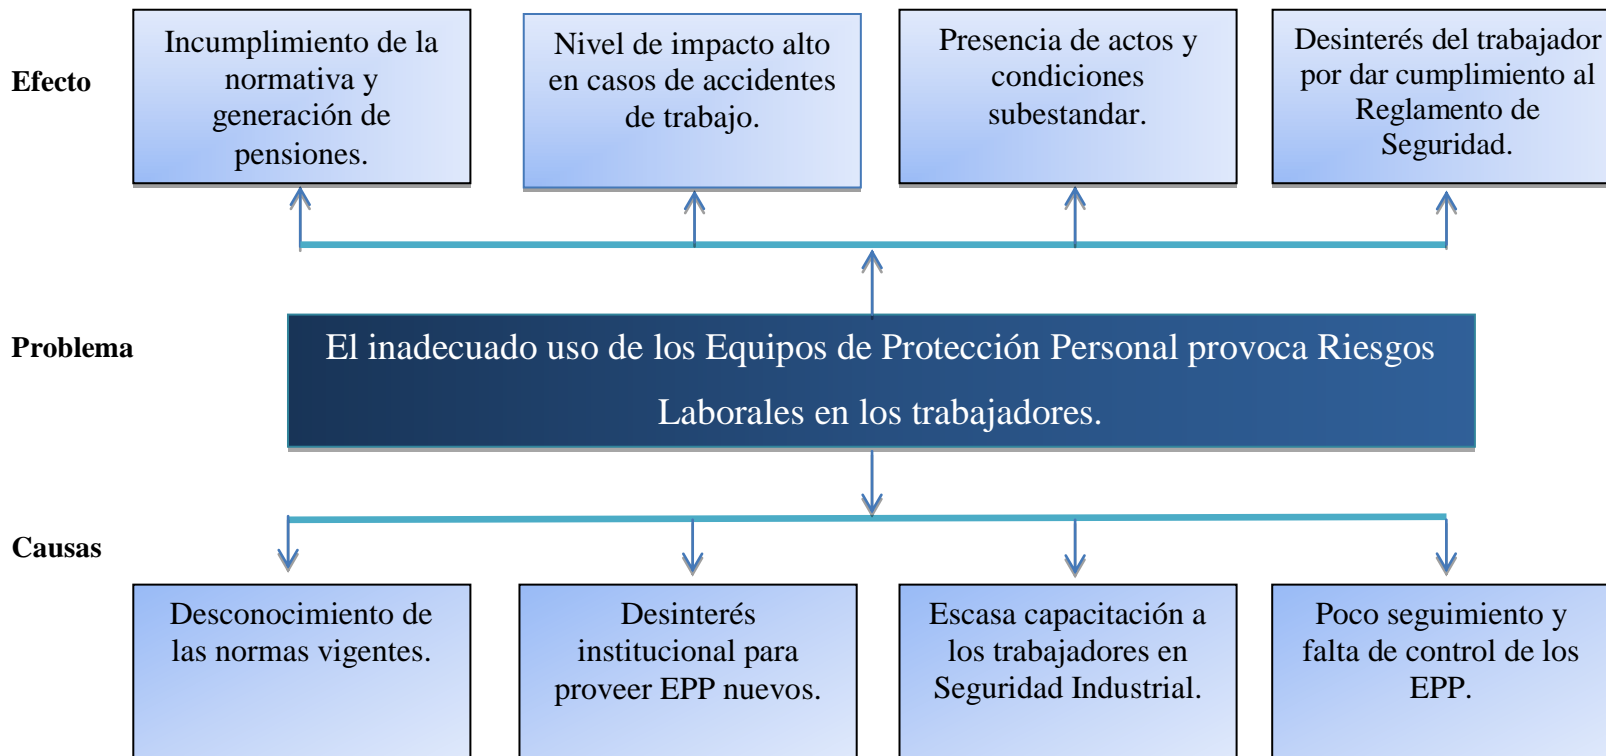 Efecto
Incumplimiento de la
normativa y
generación de
pensiones.
Nivel de impacto alto
en casos de accidentes
de trabajo.
Presencia de actos y
condiciones
subestandar.
Desinterés del trabajador
por dar cumplimiento al
Reglamento de
Seguridad.
Problema
El inadecuado uso de los Equipos de Protección Personal provoca Riesgos
Laborales en los trabajadores.
Causas
Desconocimiento de
las normas vigentes.
Desinterés
institucional para
proveer EPP nuevos.
Escasa capacitación a
los trabajadores en
Seguridad Industrial.
Poco seguimiento y
falta de control de los
EPP.